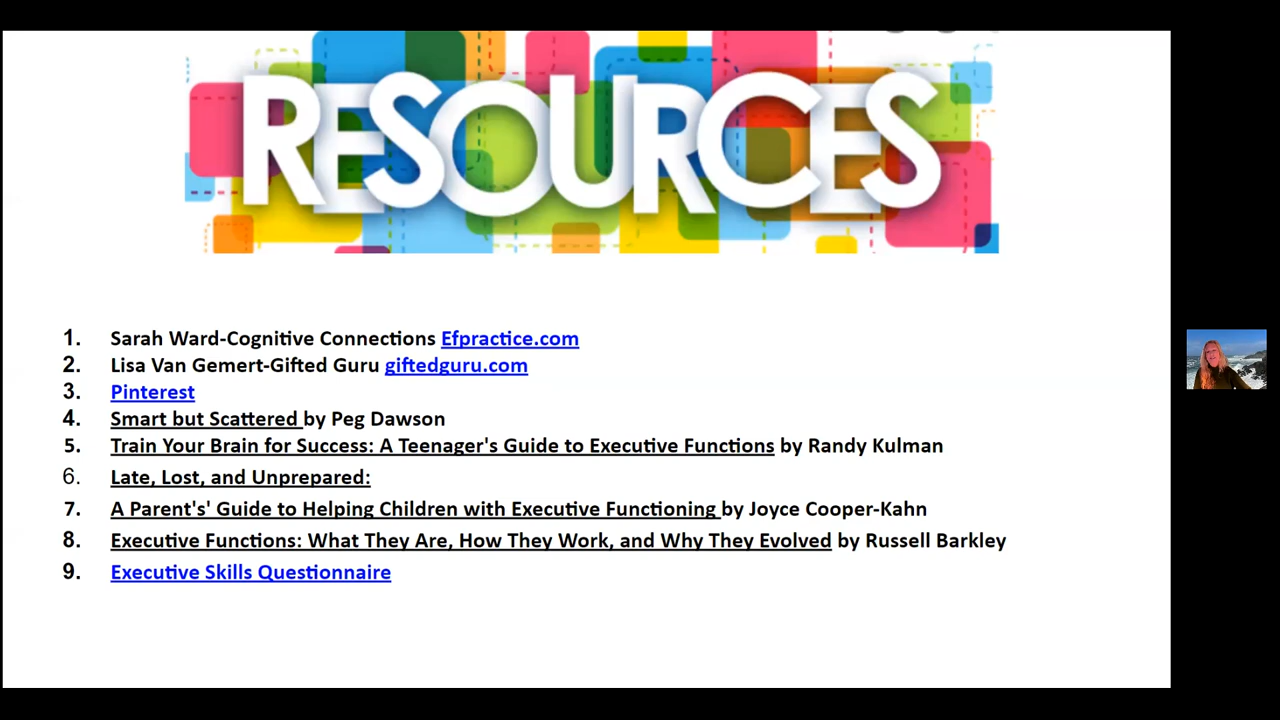 RESOURCES
1. Sarah Ward-Cognitive Connections Efpractice.com
2. Lisa Van Gemert-Gifted Guru giftedguru.com
3. Pinterest
4. Smart but Scattered by Peg Dawson
5. Train Your Brain for Success: A Teenager's Guide to Executive Functions by Randy Kulman
6. Late, Lost, and Unprepared:
7. A Parent's' Guide to Helping Children with Executive Functioning by Joyce Cooper-Kahn
8. Executive Functions: What They Are, How They Work, and Why They Evolved by Russell Barkley
9. Executive Skills Questionnaire